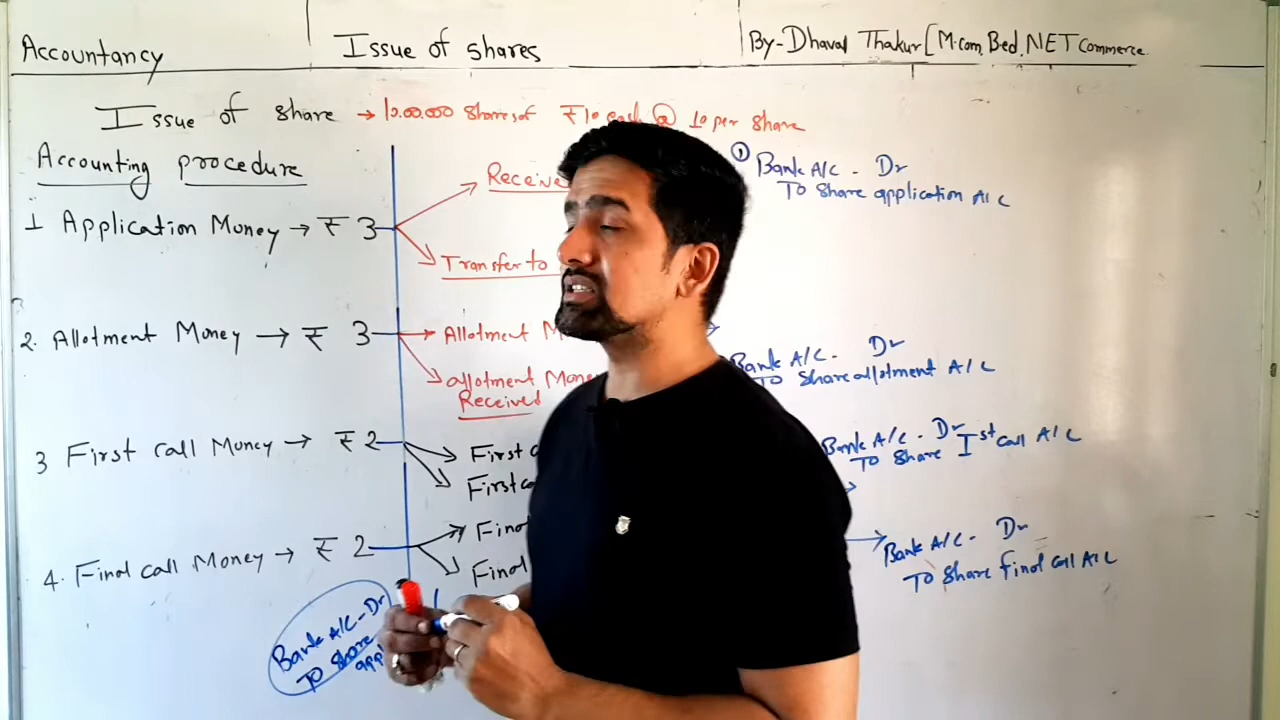 Accountancy
Issue of shares
By-Dhaval Thakur [M.com, Bed, NET Commerce
Issue of share → 10,00,000 Shares of ₹10 each @ 10 per share
Accounting procedure
1 Application Money → ₹ 3
Receive
Transfer to
① Bank A/C - Dr
To Share application A/C
2. Allotment Money → ₹ 3
Allotment M
allotment Mone
Received
Bank A/C - Dr
To Share allotment A/C
3 First call Money → ₹ 2
First c
First ca
Bank A/C - Dr
To Share Ist call A/C
4. Final call Money → ₹ 2
Final
Final
Bank A/C - Dr
To Share final call A/C
Bank A/C - Dr
To Share
appl